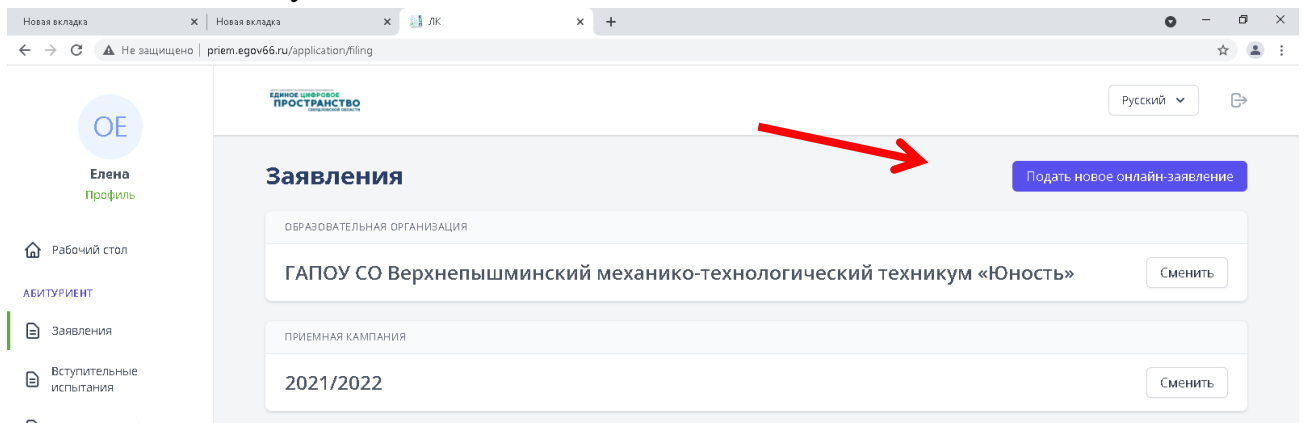 Новая вкладка
Новая вкладка
ЛК
Не защищено
priem.egov66.ru/application/filing
ЕДИНОЕ ЦИФРОВОЕ
ПРОСТРАНСТВО
СВЕРДЛОВСКОЙ ОБЛАСТИ
Русский
ОЕ
Елена
Профиль
Заявления
Подать новое онлайн-заявление
ОБРАЗОВАТЕЛЬНАЯ ОРГАНИЗАЦИЯ
ГАПОУ СО Верхнепышминский механико-технологический техникум «Юность»
Сменить
Рабочий стол
АБИТУРИЕНТ
Заявления
Вступительные
испытания
ПРИЕМНАЯ КАМПАНИЯ
2021/2022
Сменить